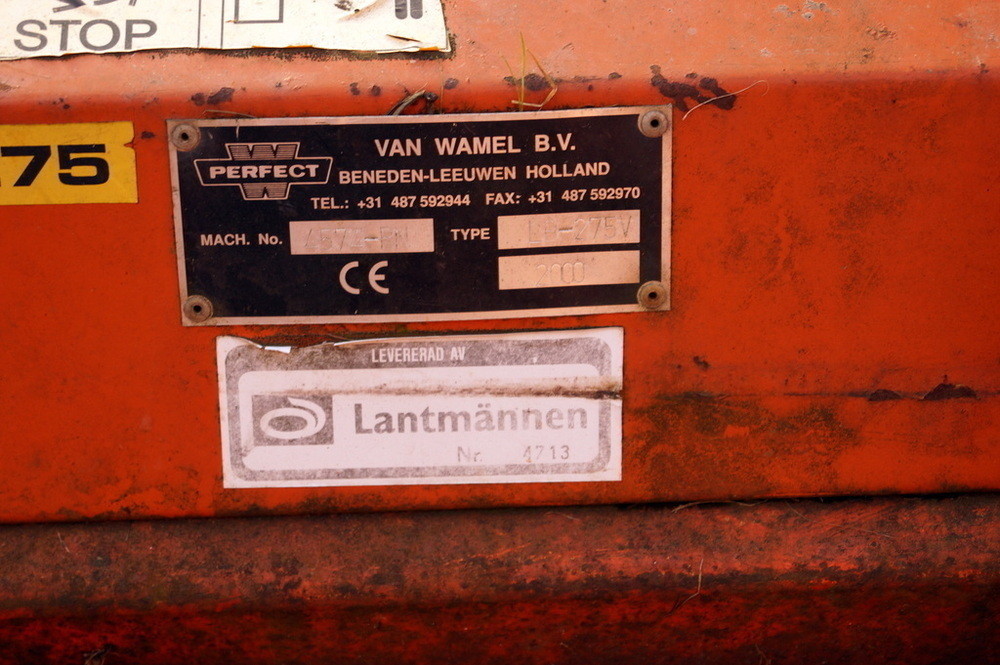 STOP
75
PERFECT
VAN WAMEL B.V.
BENEDEN-LEEUWEN HOLLAND
TEL.: +31 487 592944 FAX: +31 487 592970
MACH. No. TYPE
2000
CE
LEVERERAD AV
Lantmännen
Nr. 4713